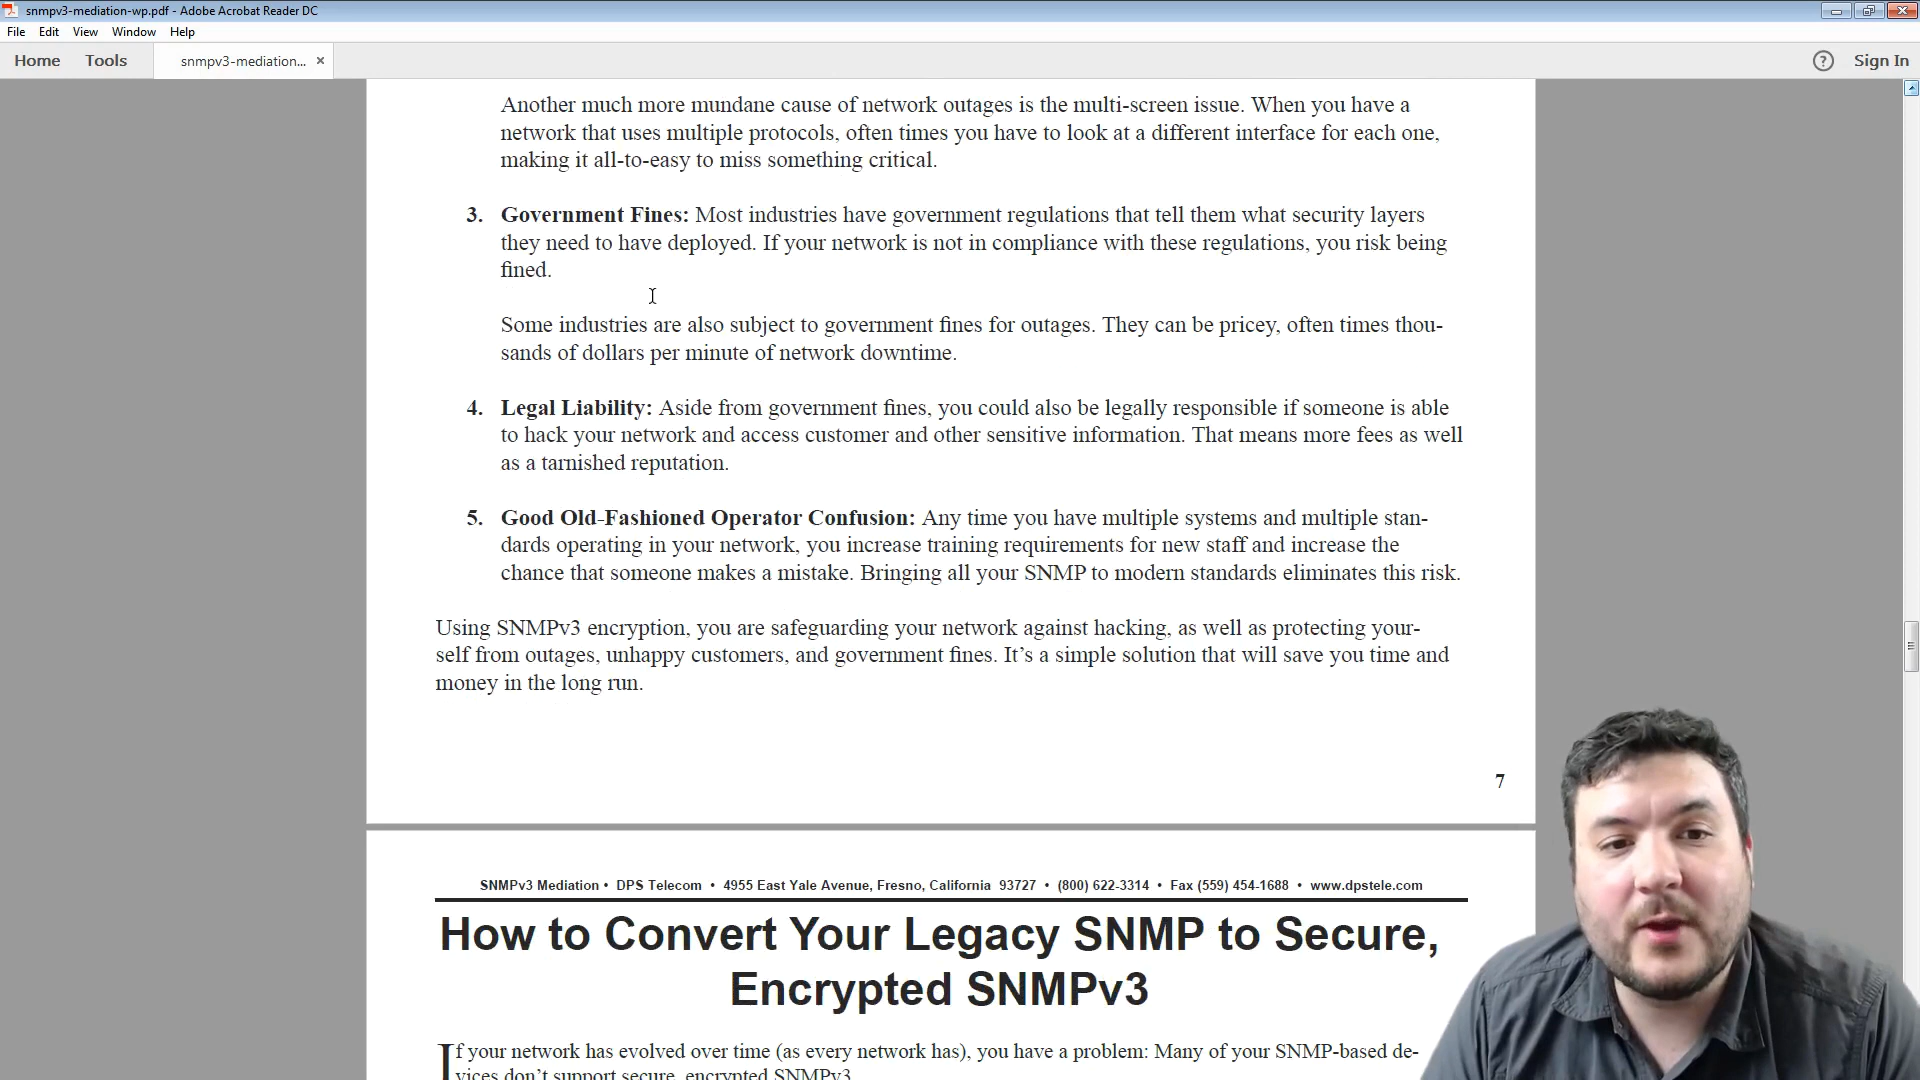 snmpv3-mediation-wp.pdf - Adobe Acrobat Reader DC
File Edit View Window Help
Home Tools snmpv3-mediation... × ? Sign In
Another much more mundane cause of network outages is the multi-screen issue. When you have a
network that uses multiple protocols, often times you have to look at a different interface for each one,
making it all-to-easy to miss something critical.
3. Government Fines: Most industries have government regulations that tell them what security layers
they need to have deployed. If your network is not in compliance with these regulations, you risk being
fined.
Some industries are also subject to government fines for outages. They can be pricey, often times thou-
sands of dollars per minute of network downtime.
4. Legal Liability: Aside from government fines, you could also be legally responsible if someone is able
to hack your network and access customer and other sensitive information. That means more fees as well
as a tarnished reputation.
5. Good Old-Fashioned Operator Confusion: Any time you have multiple systems and multiple stan-
dards operating in your network, you increase training requirements for new staff and increase the
chance that someone makes a mistake. Bringing all your SNMP to modern standards eliminates this risk.
Using SNMPv3 encryption, you are safeguarding your network against hacking, as well as protecting your-
self from outages, unhappy customers, and government fines. It's a simple solution that will save you time and
money in the long run.
7
SNMPv3 Mediation • DPS Telecom • 4955 East Yale Avenue, Fresno, California 93727 • (800) 622-3314 • Fax (559) 454-1688 • www.dpstele.com
How to Convert Your Legacy SNMP to Secure,
Encrypted SNMPv3
If your network has evolved over time (as every network has), you have a problem: Many of your SNMP-based de-
vices don't support secure, encrypted SNMPv3.